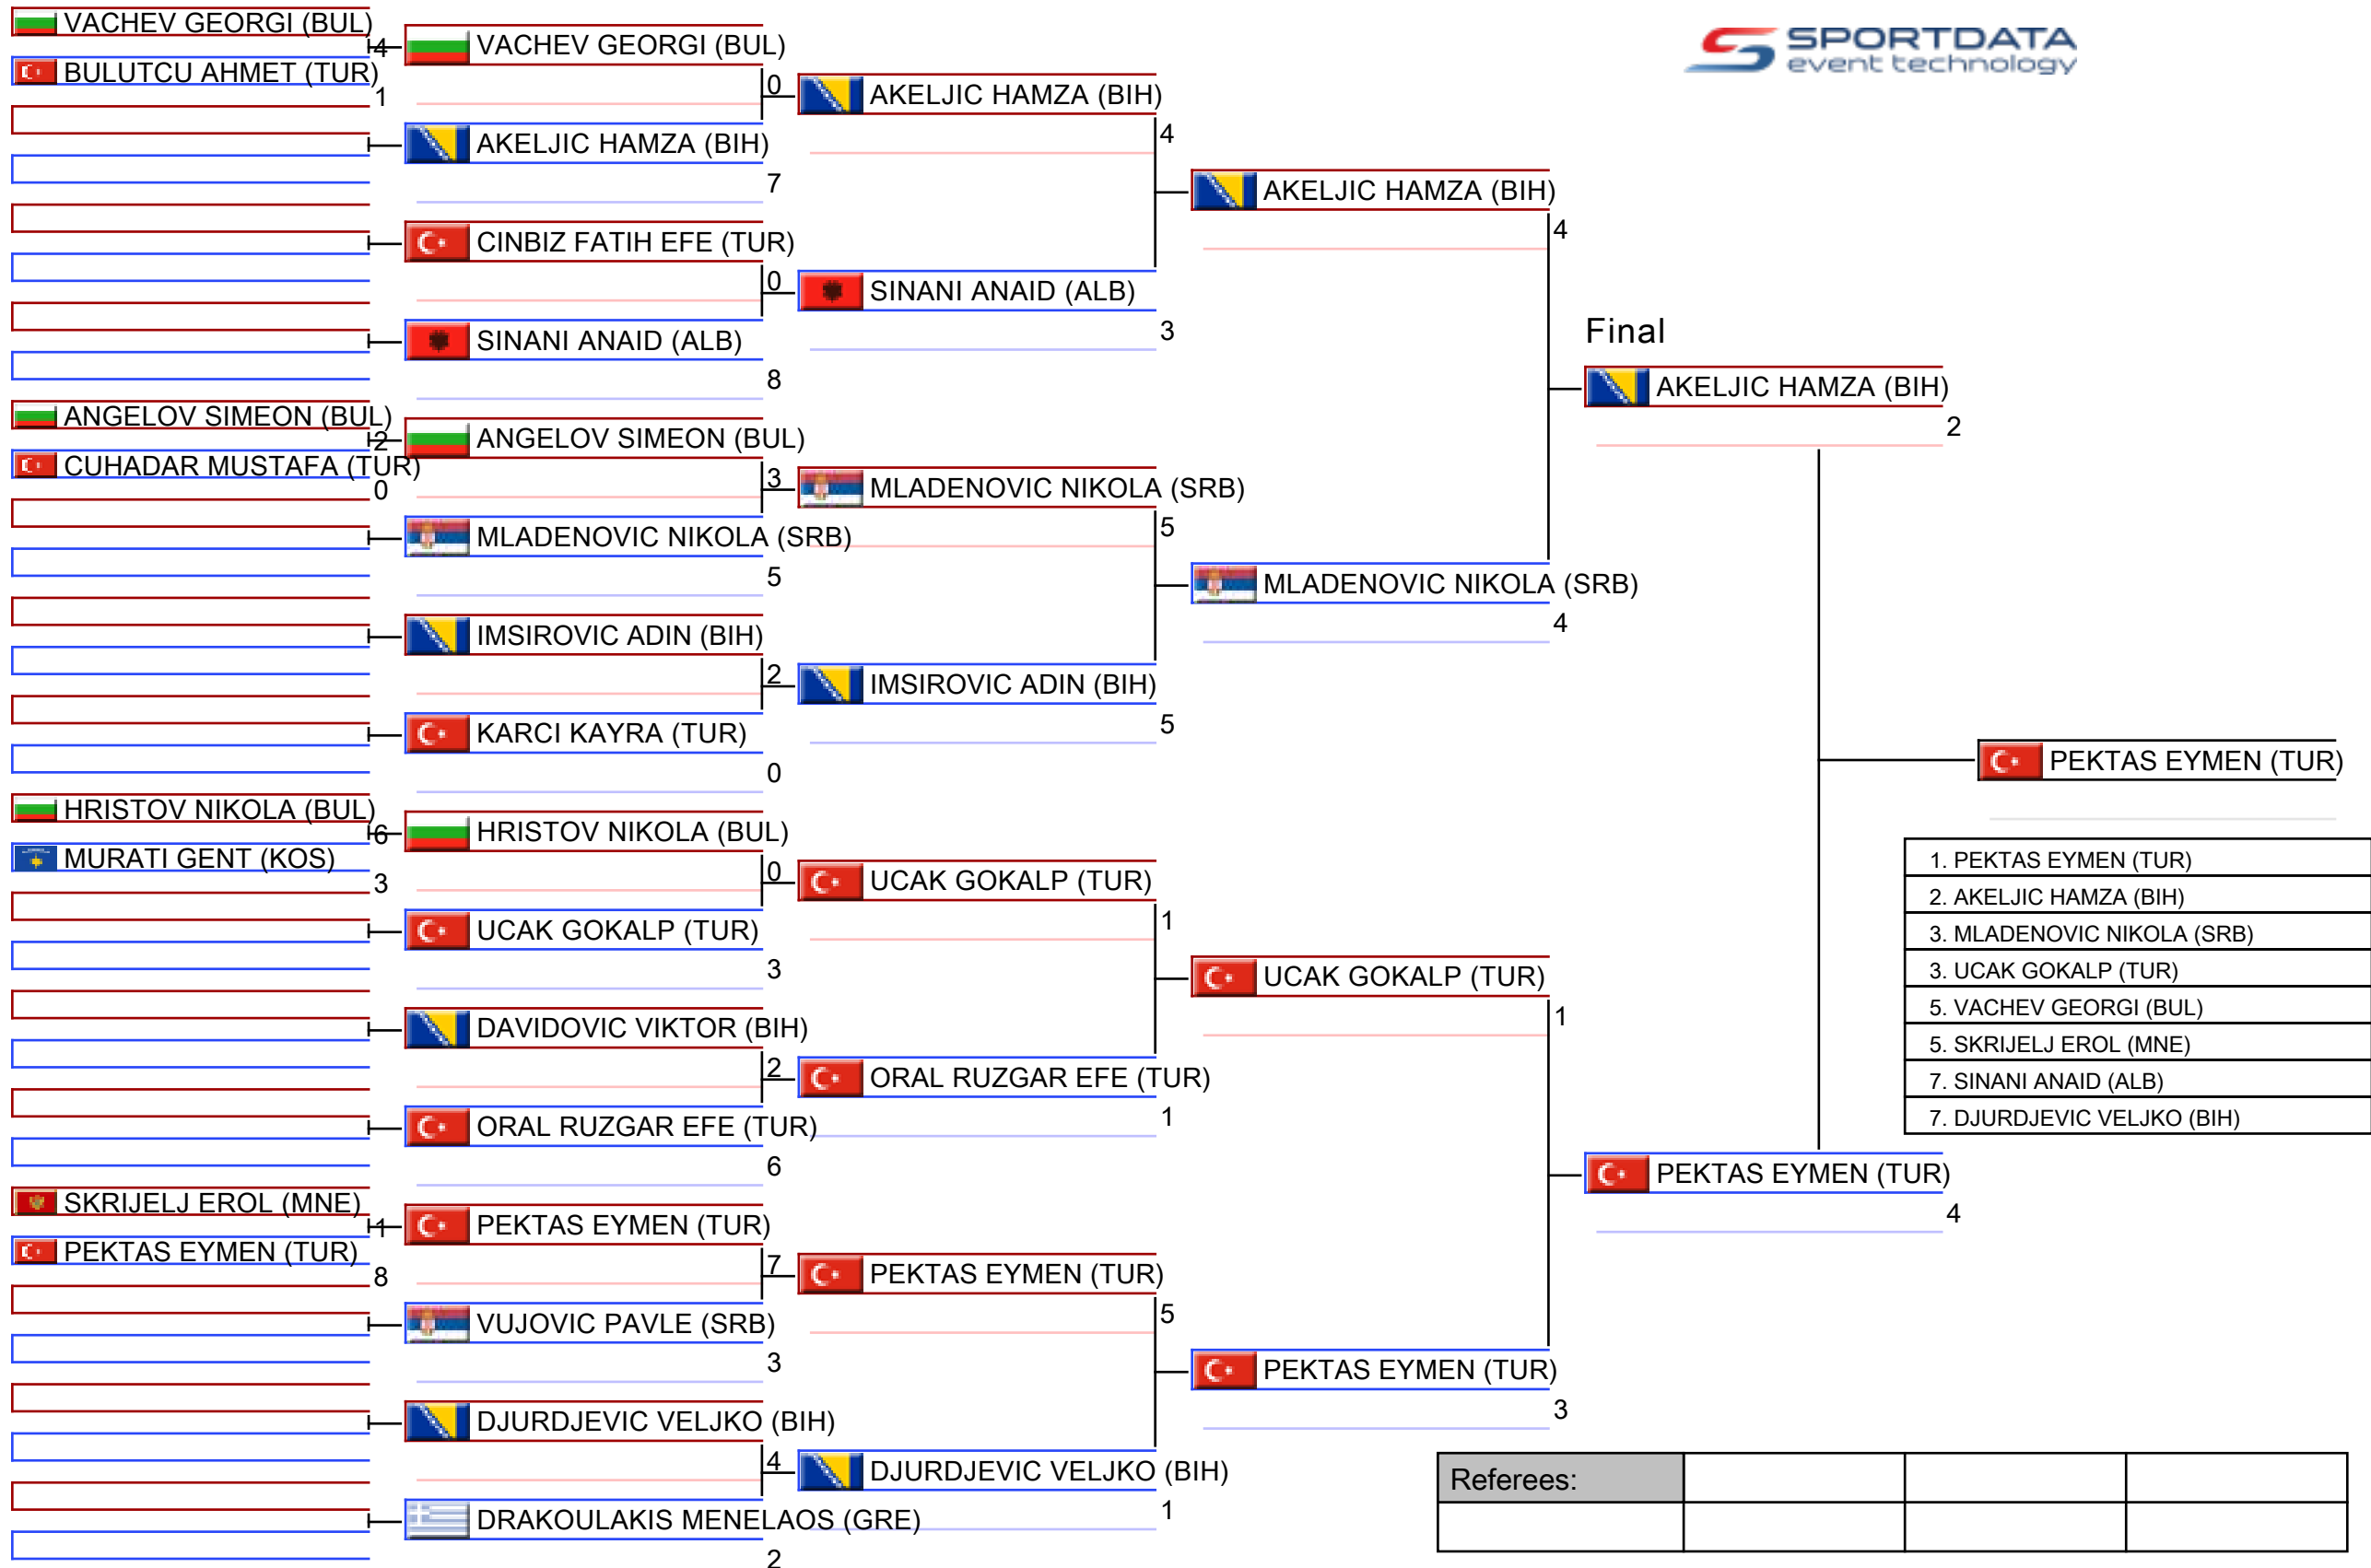 VACHEV GEORGI (BUL)
4
BULUTCU AHMET (TUR)
1
ANGELOV SIMEON (BUL)
2
CUHADAR MUSTAFA (TUR)
0
HRISTOV NIKOLA (BUL)
6
MURATI GENT (KOS)
3
SKRIJELJ EROL (MNE)
1
PEKTAS EYMEN (TUR)
8
VACHEV GEORGI (BUL)
0
AKELJIC HAMZA (BIH)
7
CINBIZ FATIH EFE (TUR)
0
SINANI ANAID (ALB)
8
ANGELOV SIMEON (BUL)
3
MLADENOVIC NIKOLA (SRB)
5
IMSIROVIC ADIN (BIH)
2
KARCI KAYRA (TUR)
0
HRISTOV NIKOLA (BUL)
0
UCAK GOKALP (TUR)
3
DAVIDOVIC VIKTOR (BIH)
2
ORAL RUZGAR EFE (TUR)
6
PEKTAS EYMEN (TUR)
7
VUJOVIC PAVLE (SRB)
3
DJURDJEVIC VELJKO (BIH)
4
DRAKOULAKIS MENELAOS (GRE)
2
AKELJIC HAMZA (BIH)
4
SINANI ANAID (ALB)
3
MLADENOVIC NIKOLA (SRB)
5
IMSIROVIC ADIN (BIH)
5
UCAK GOKALP (TUR)
1
ORAL RUZGAR EFE (TUR)
1
PEKTAS EYMEN (TUR)
5
DJURDJEVIC VELJKO (BIH)
1
AKELJIC HAMZA (BIH)
4
MLADENOVIC NIKOLA (SRB)
4
UCAK GOKALP (TUR)
1
PEKTAS EYMEN (TUR)
3
SPORTDATA
event technology
Final
AKELJIC HAMZA (BIH)
2
PEKTAS EYMEN (TUR)
4
PEKTAS EYMEN (TUR)
1. PEKTAS EYMEN (TUR)
2. AKELJIC HAMZA (BIH)
3. MLADENOVIC NIKOLA (SRB)
3. UCAK GOKALP (TUR)
5. VACHEV GEORGI (BUL)
5. SKRIJELJ EROL (MNE)
7. SINANI ANAID (ALB)
7. DJURDJEVIC VELJKO (BIH)
Referees: